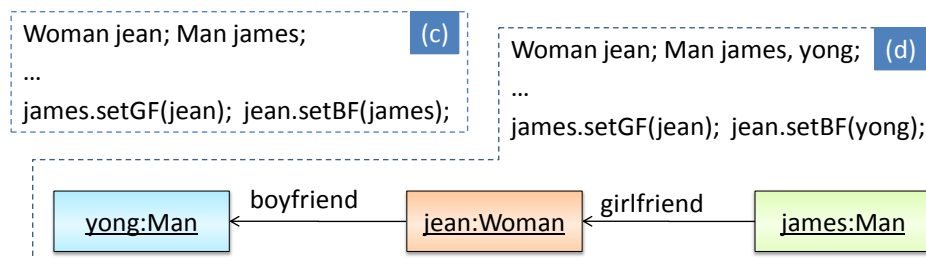 Woman jean; Man james;
(c)
…
james.setGF(jean);  jean.setBF(james);
Woman jean; Man james, yong;
(d)
…
james.setGF(jean);  jean.setBF(yong);
yong:Man
boyfriend
jean:Woman
girlfriend
james:Man